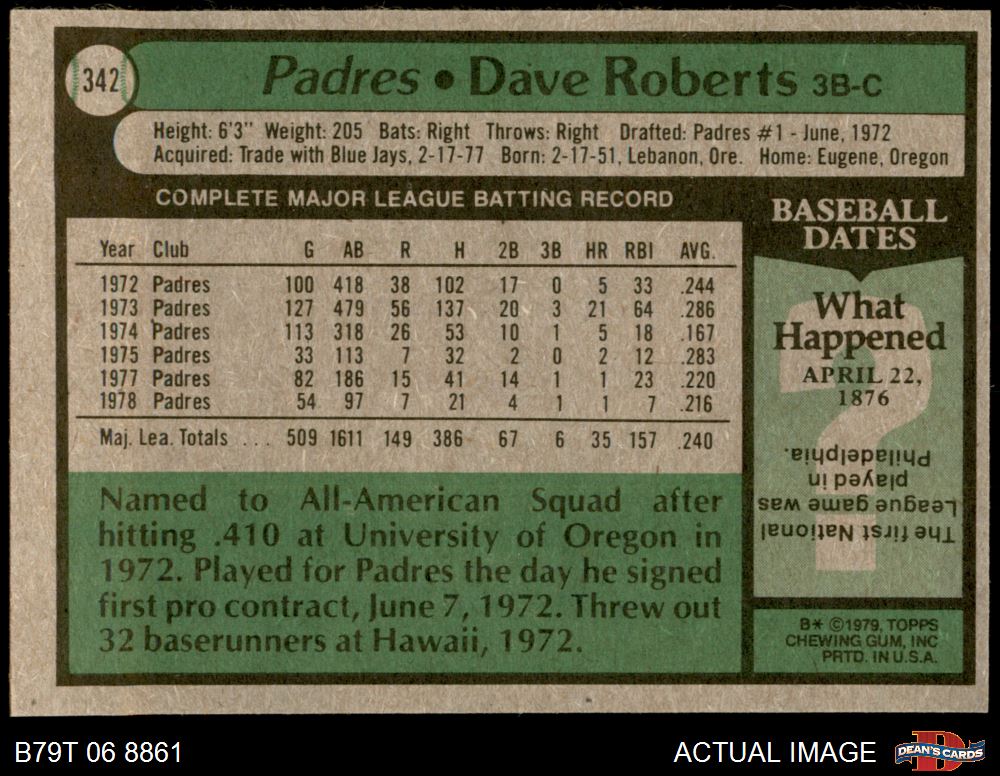 342
Padres • Dave Roberts 3B-C
Height: 6'3" Weight: 205 Bats: Right Throws: Right Drafted: Padres #1 - June, 1972
Acquired: Trade with Blue Jays, 2-17-77 Born: 2-17-51, Lebanon, Ore. Home: Eugene, Oregon
COMPLETE MAJOR LEAGUE BATTING RECORD
Year Club G AB R H 2B 3B HR RBI AVG.
1972 Padres 100 418 38 102 17 0 5 33 .244
1973 Padres 127 479 56 137 20 3 21 64 .286
1974 Padres 113 318 26 53 10 1 5 18 .167
1975 Padres 33 113 7 32 2 0 2 12 .283
1977 Padres 82 186 15 41 14 1 1 23 .220
1978 Padres 54 97 7 21 4 1 1 7 .216
Maj. Lea. Totals ... 509 1611 149 386 67 6 35 157 .240
Named to All-American Squad after
hitting .410 at University of Oregon in
1972. Played for Padres the day he signed
first pro contract, June 7, 1972. Threw out
32 baserunners at Hawaii, 1972.
BASEBALL
DATES
What
Happened
APRIL 22,
1876
The first National
League game was
played in
Philadelphia.
B* ©1979, TOPPS
CHEWING GUM, INC
PRTD. IN U.S.A.
B79T 06 8861
ACTUAL IMAGE
DEAN'S CARDS